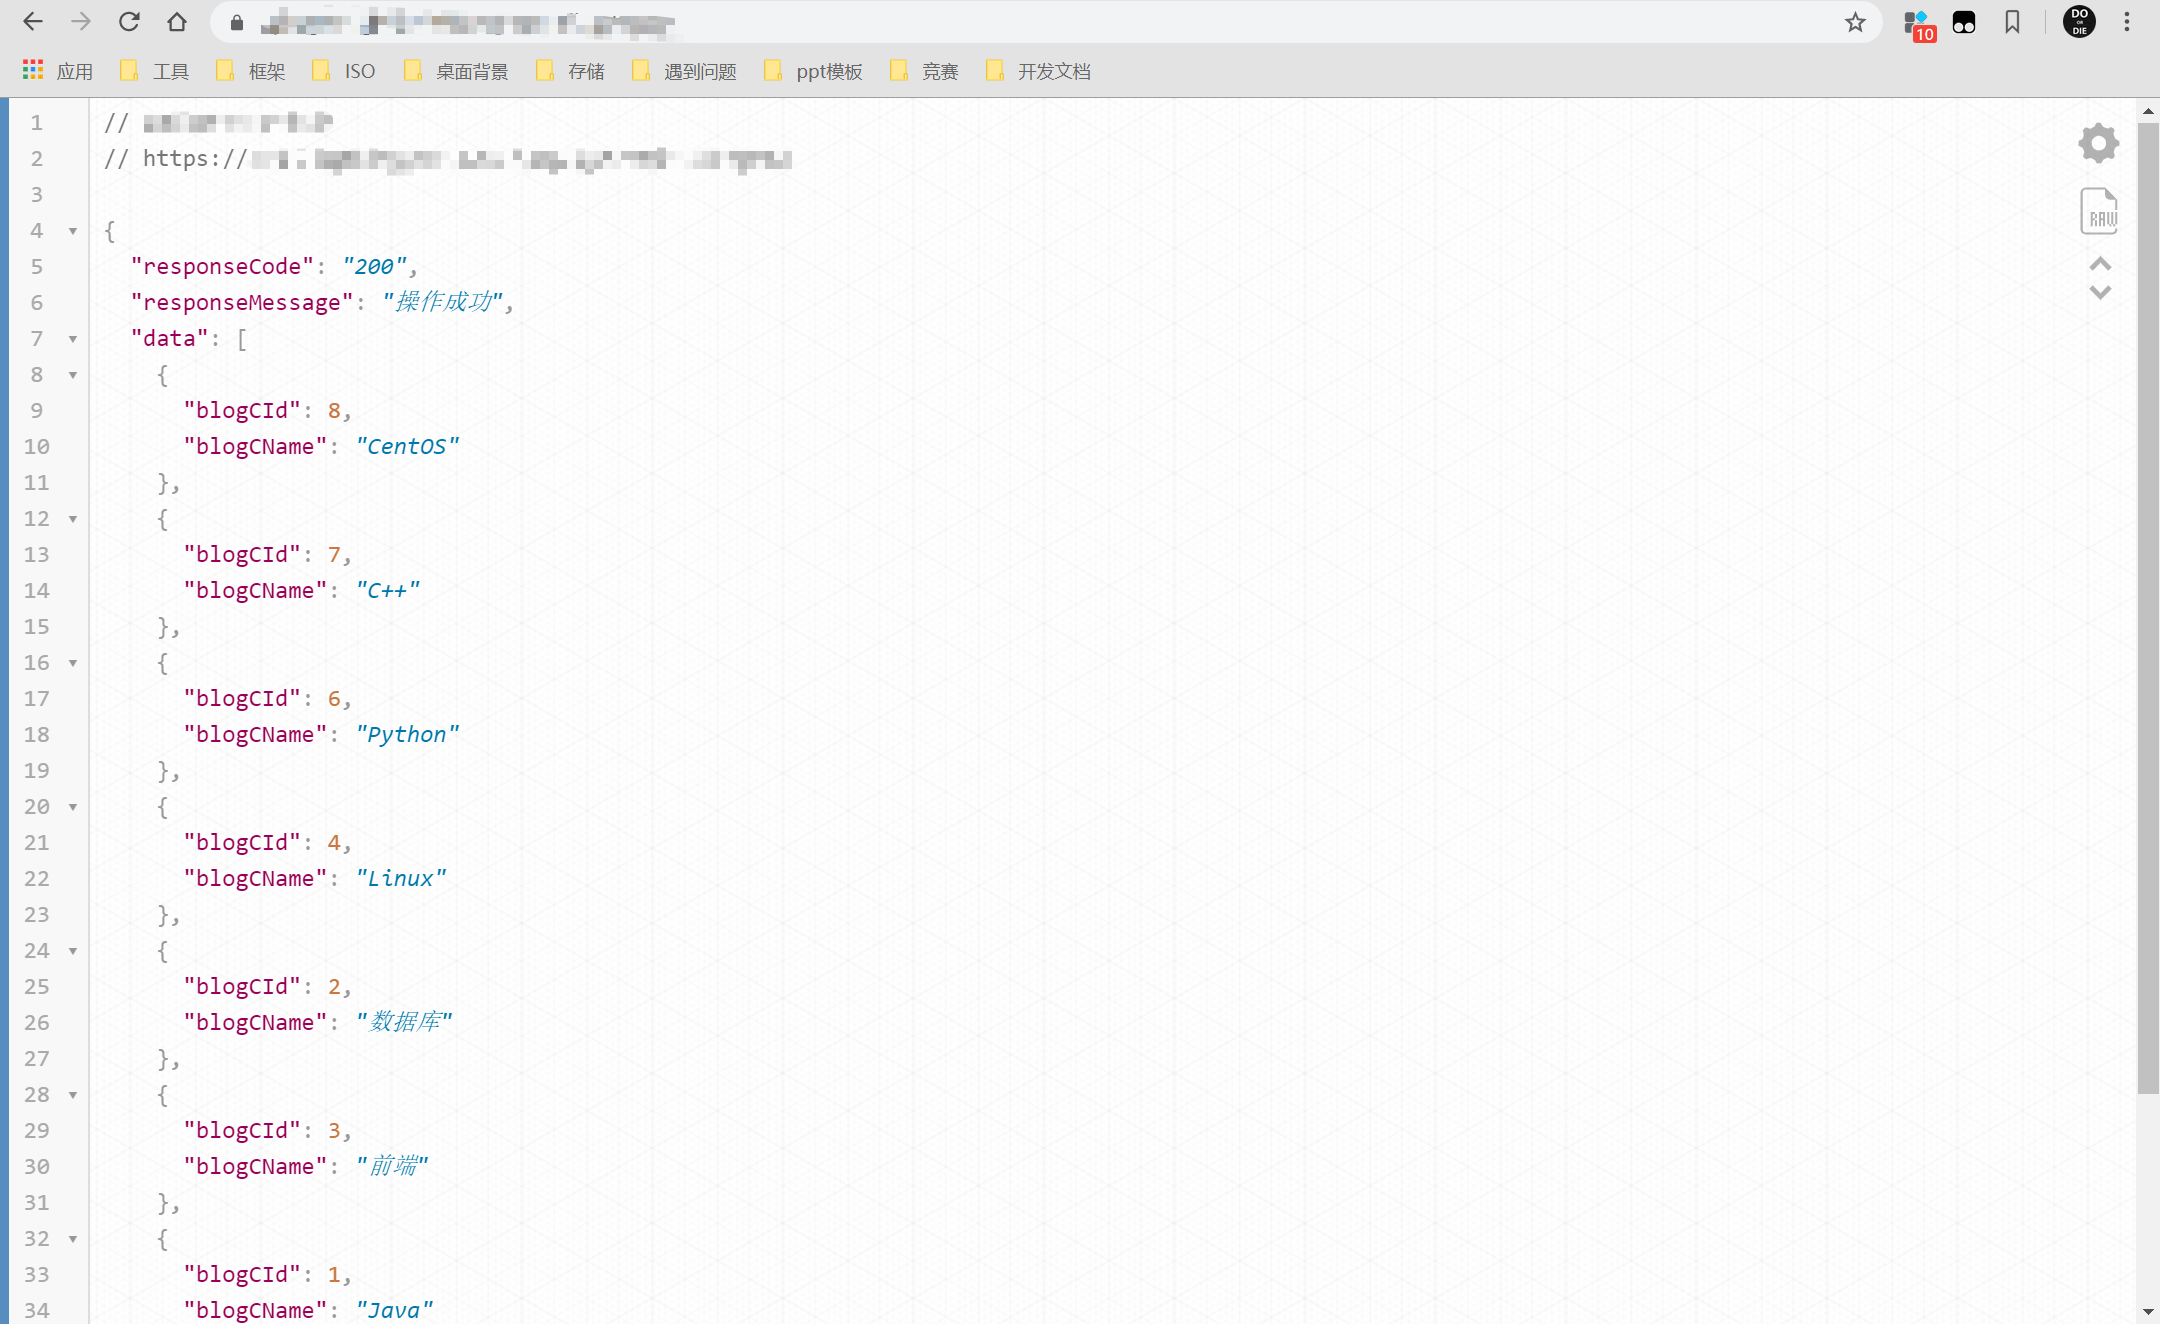 10
DO OR DIE
应用 工具 框架 ISO 桌面背景 存储 遇到问题 ppt模板 竞赛 开发文档
1 //
2 // https://
3
4 {
5 "responseCode": "200",
6 "responseMessage": "操作成功",
7 "data": [
8 {
9 "blogCId": 8,
10 "blogCName": "CentOS"
11 },
12 {
13 "blogCId": 7,
14 "blogCName": "C++"
15 },
16 {
17 "blogCId": 6,
18 "blogCName": "Python"
19 },
20 {
21 "blogCId": 4,
22 "blogCName": "Linux"
23 },
24 {
25 "blogCId": 2,
26 "blogCName": "数据库"
27 },
28 {
29 "blogCId": 3,
30 "blogCName": "前端"
31 },
32 {
33 "blogCId": 1,
34 "blogCName": "Java"
RAW